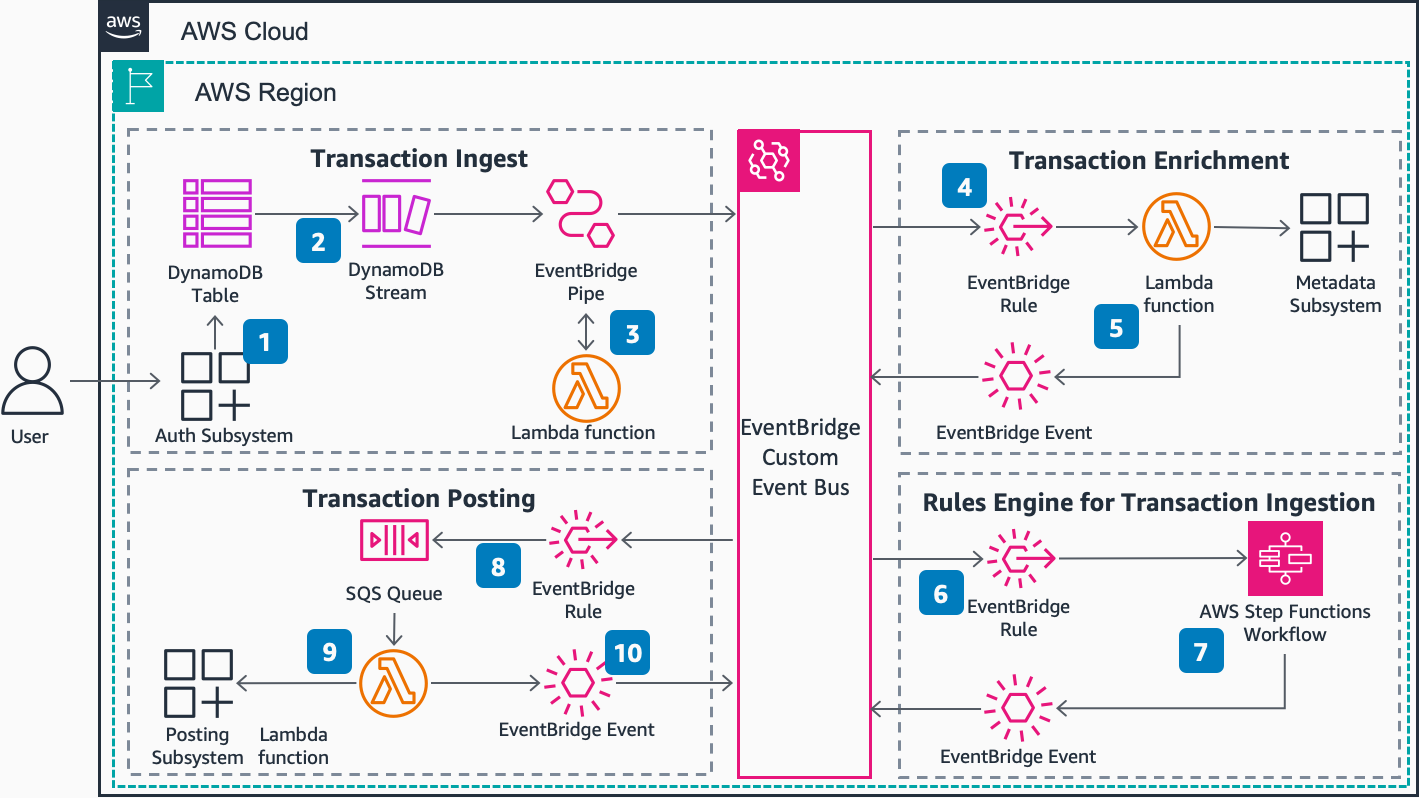 aws
AWS Cloud
AWS Region
Transaction Ingest
2
DynamoDB
Table
DynamoDB
Stream
EventBridge
Pipe
1
3
User
Auth Subsystem
Lambda function
EventBridge
Custom
Event Bus
Transaction Enrichment
4
EventBridge
Rule
Lambda
function
Metadata
Subsystem
5
EventBridge Event
Transaction Posting
8
SQS Queue
EventBridge
Rule
9
10
Posting
Subsystem
Lambda
function
EventBridge Event
Rules Engine for Transaction Ingestion
6
EventBridge
Rule
AWS Step Functions
Workflow
7
EventBridge Event